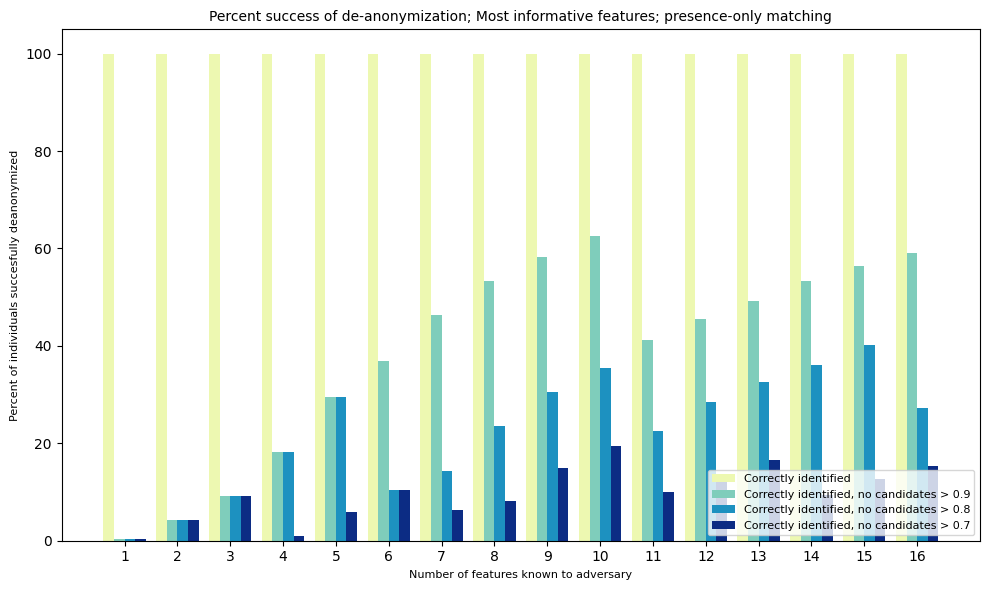 Percent success of de-anonymization; Most informative features; presence-only matching
Percent of individuals succesfully deanonymized
100
80
60
40
20
0
Correctly identified
Correctly identified, no candidates > 0.9
Correctly identified, no candidates > 0.8
Correctly identified, no candidates > 0.7
1 2 3 4 5 6 7 8 9 10 11 12 13 14 15 16
Number of features known to adversary